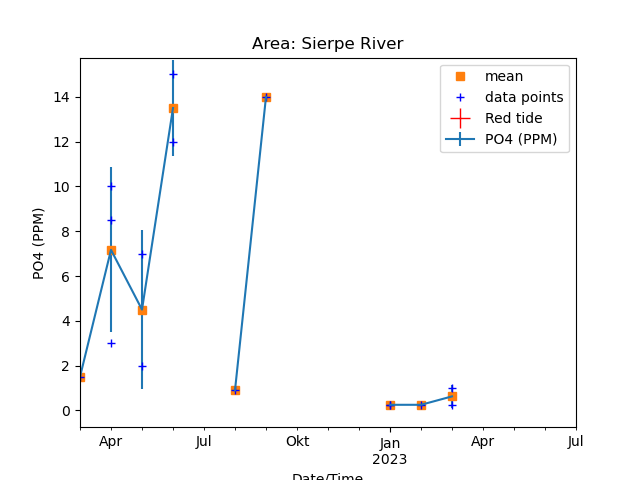 Area: Sierpe River
mean
data points
Red tide
PO4 (PPM)
PO4 (PPM)
14
12
10
8
6
4
2
0
Apr Jul Okt Jan Apr Jul
2023
Date/Time